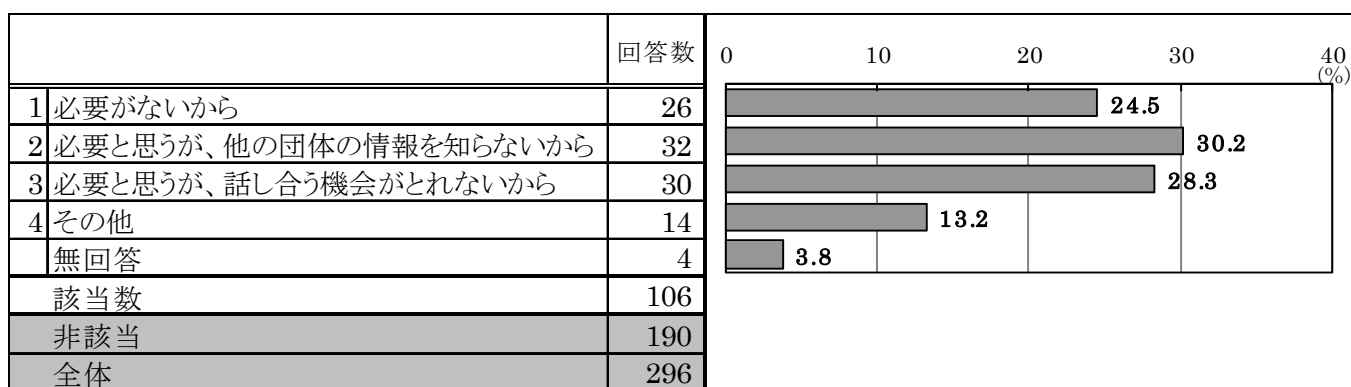 回答数
0 10 20 30 40
(%)
1 必要がないから 26 24.5
2 必要と思うが、他の団体の情報を知らないから 32 30.2
3 必要と思うが、話し合う機会がとれないから 30 28.3
4 その他 14 13.2
無回答 4 3.8
該当数 106
非該当 190
全体 296